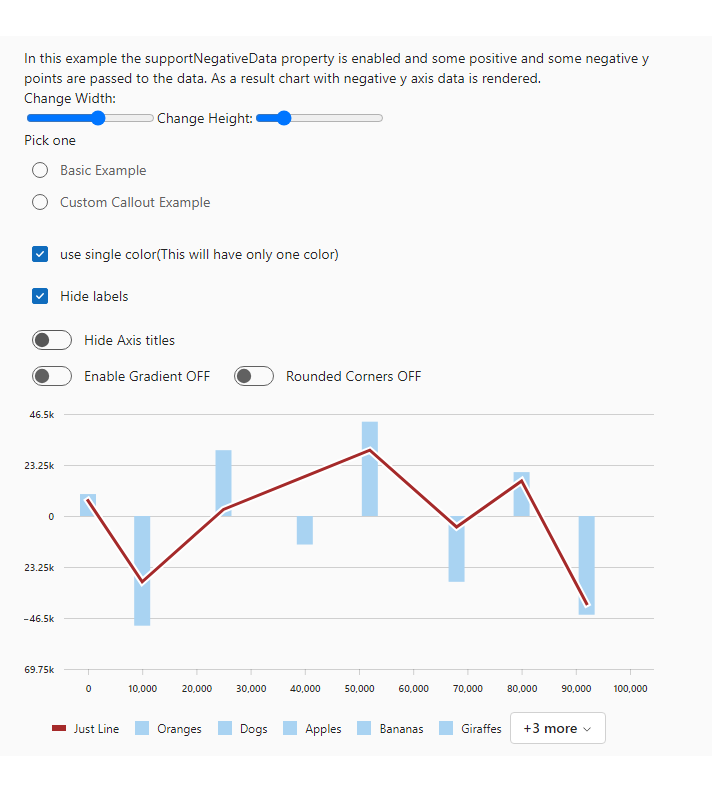 In this example the supportNegativeData property is enabled and some positive and some negative y
points are passed to the data. As a result chart with negative y axis data is rendered.
Change Width:
Change Height:
Pick one
Basic Example
Custom Callout Example
use single color(This will have only one color)
Hide labels
Hide Axis titles
Enable Gradient OFF Rounded Corners OFF
46.5k
23.25k
0
23.25k
-46.5k
69.75k
0 10,000 20,000 30,000 40,000 50,000 60,000 70,000 80,000 90,000 100,000
Just Line Oranges Dogs Apples Bananas Giraffes +3 more